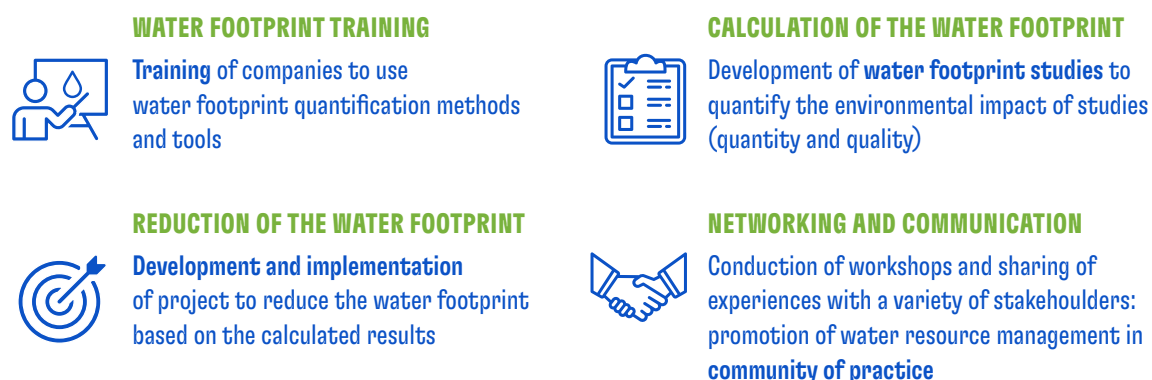 WATER FOOTPRINT TRAINING
Training of companies to use
water footprint quantification methods
and tools
CALCULATION OF THE WATER FOOTPRINT
Development of water footprint studies to
quantify the environmental impact of studies
(quantity and quality)
REDUCTION OF THE WATER FOOTPRINT
Development and implementation
of project to reduce the water footprint
based on the calculated results
NETWORKING AND COMMUNICATION
Conduction of workshops and sharing of
experiences with a variety of stakehoulders:
promotion of water resource management in
community of practice